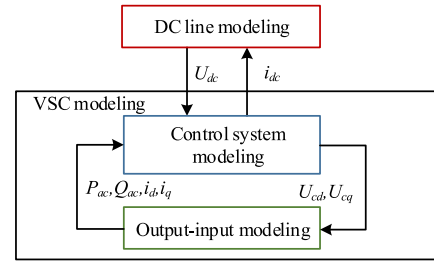 DC line modeling
U_dc
i_dc
VSC modeling
Control system
modeling
P_ac,Q_ac,i_d,i_q
U_cd,U_cq
Output-input modeling